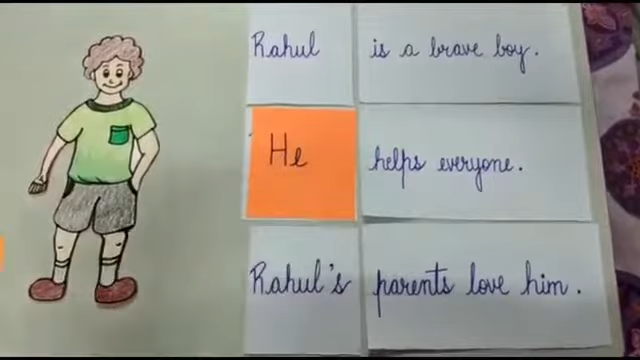 Rahul is a brave boy.
He helps everyone.
Rahul's parents love him.